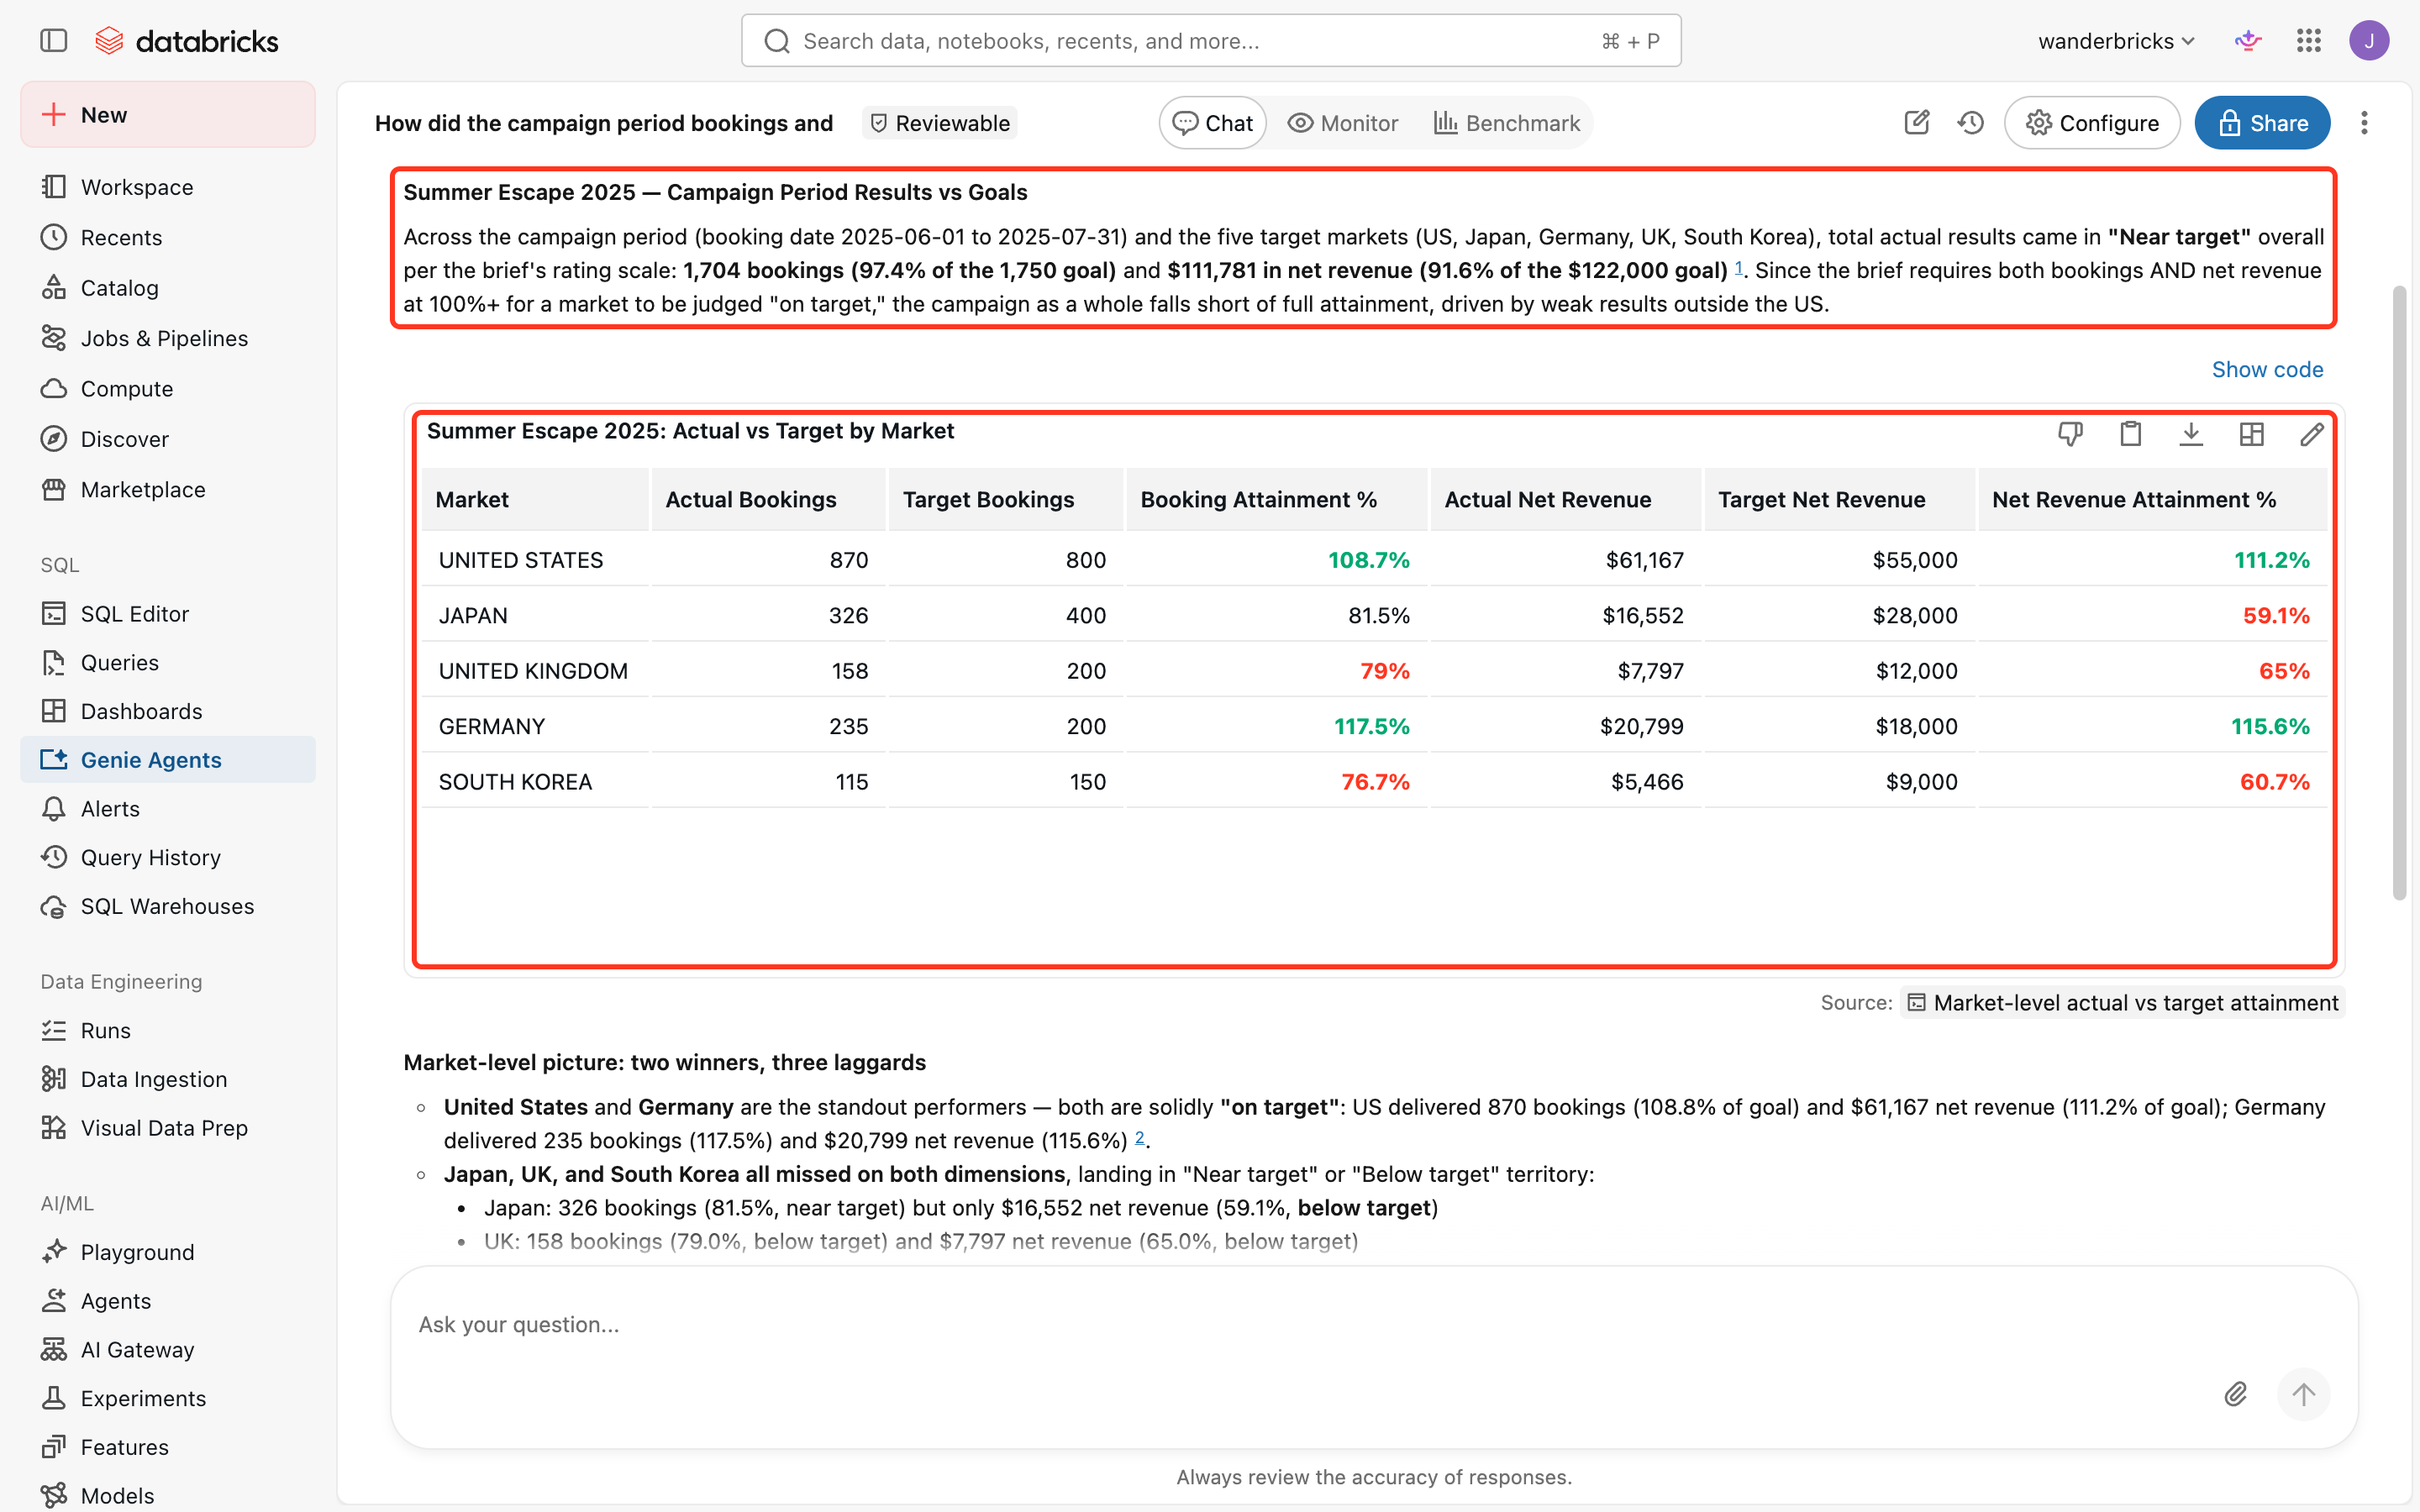 databricks
Search data, notebooks, recents, and more...
⌘ + P
wanderbricks
J
New
Workspace
Recents
Catalog
Jobs & Pipelines
Compute
Discover
Marketplace
SQL
SQL Editor
Queries
Dashboards
Genie Agents
Alerts
Query History
SQL Warehouses
Data Engineering
Runs
Data Ingestion
Visual Data Prep
AI/ML
Playground
Agents
AI Gateway
Experiments
Features
Models
How did the campaign period bookings and
Reviewable
Chat
Monitor
Benchmark
Configure
Share
Summer Escape 2025 — Campaign Period Results vs Goals
Across the campaign period (booking date 2025-06-01 to 2025-07-31) and the five target markets (US, Japan, Germany, UK, South Korea), total actual results came in "Near target" overall
per the brief's rating scale: 1,704 bookings (97.4% of the 1,750 goal) and $111,781 in net revenue (91.6% of the $122,000 goal) 1. Since the brief requires both bookings AND net revenue
at 100%+ for a market to be judged "on target," the campaign as a whole falls short of full attainment, driven by weak results outside the US.
Show code
Summer Escape 2025: Actual vs Target by Market
Market Actual Bookings Target Bookings Booking Attainment % Actual Net Revenue Target Net Revenue Net Revenue Attainment %
UNITED STATES 870 800 108.7% $61,167 $55,000 111.2%
JAPAN 326 400 81.5% $16,552 $28,000 59.1%
UNITED KINGDOM 158 200 79% $7,797 $12,000 65%
GERMANY 235 200 117.5% $20,799 $18,000 115.6%
SOUTH KOREA 115 150 76.7% $5,466 $9,000 60.7%
Source: Market-level actual vs target attainment
Market-level picture: two winners, three laggards
United States and Germany are the standout performers — both are solidly "on target": US delivered 870 bookings (108.8% of goal) and $61,167 net revenue (111.2% of goal); Germany
delivered 235 bookings (117.5%) and $20,799 net revenue (115.6%) 2.
Japan, UK, and South Korea all missed on both dimensions, landing in "Near target" or "Below target" territory:
Japan: 326 bookings (81.5%, near target) but only $16,552 net revenue (59.1%, below target)
UK: 158 bookings (79.0%, below target) and $7,797 net revenue (65.0%, below target)
Ask your question...
Always review the accuracy of responses.